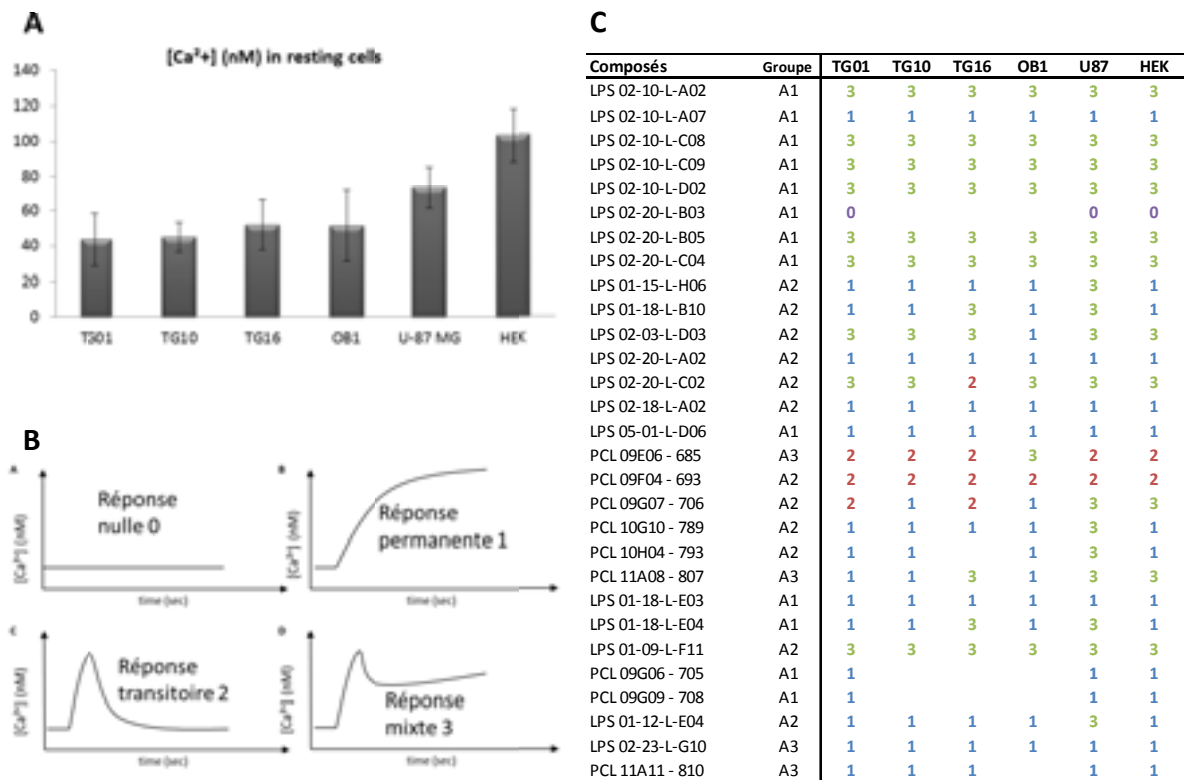 A
[Ca²+] (nM) in resting cells
140
120
100
80
60
40
20
0
TG01 TG10 TG16 OB1 U-87 MG HEK
B
A
[Ca²⁺] (nM)
Réponse
nulle 0
time (sec)
B
[Ca²⁺] (nM)
Réponse
permanente 1
time (sec)
C
[Ca²⁺] (nM)
Réponse
transitoire 2
time (sec)
D
[Ca²⁺] (nM)
Réponse
mixte 3
time (sec)
C
Composés Groupe TG01 TG10 TG16 OB1 U87 HEK
LPS 02-10-L-A02 A1 3 3 3 3 3 3
LPS 02-10-L-A07 A1 1 1 1 1 1 1
LPS 02-10-L-C08 A1 3 3 3 3 3 3
LPS 02-10-L-C09 A1 3 3 3 3 3 3
LPS 02-10-L-D02 A1 3 3 3 3 3 3
LPS 02-20-L-B03 A1 0 0 0
LPS 02-20-L-B05 A1 3 3 3 3 3 3
LPS 02-20-L-C04 A1 3 3 3 3 3 3
LPS 01-15-L-H06 A2 1 1 1 1 3 1
LPS 01-18-L-B10 A2 1 1 3 1 3 1
LPS 02-03-L-D03 A2 3 3 3 1 3 3
LPS 02-20-L-A02 A2 1 1 1 1 1 1
LPS 02-20-L-C02 A2 3 3 2 3 3 3
LPS 02-18-L-A02 A2 1 1 1 1 1 1
LPS 05-01-L-D06 A1 1 1 1 1 1 1
PCL 09E06 - 685 A3 2 2 2 3 2 2
PCL 09F04 - 693 A2 2 2 2 2 2 2
PCL 09G07 - 706 A2 2 1 2 1 3 3
PCL 10G10 - 789 A2 1 1 1 1 3 1
PCL 10H04 - 793 A2 1 1 1 3 1
PCL 11A08 - 807 A3 1 1 3 1 3 3
LPS 01-18-L-E03 A1 1 1 1 1 1 1
LPS 01-18-L-E04 A1 1 1 3 1 3 1
LPS 01-09-L-F11 A2 3 3 3 3 3 3
PCL 09G06 - 705 A1 1 1 1
PCL 09G09 - 708 A1 1 1 1
LPS 01-12-L-E04 A2 1 1 1 1 3 1
LPS 02-23-L-G10 A3 1 1 1 1 1 1
PCL 11A11 - 810 A3 1 1 1 1 1